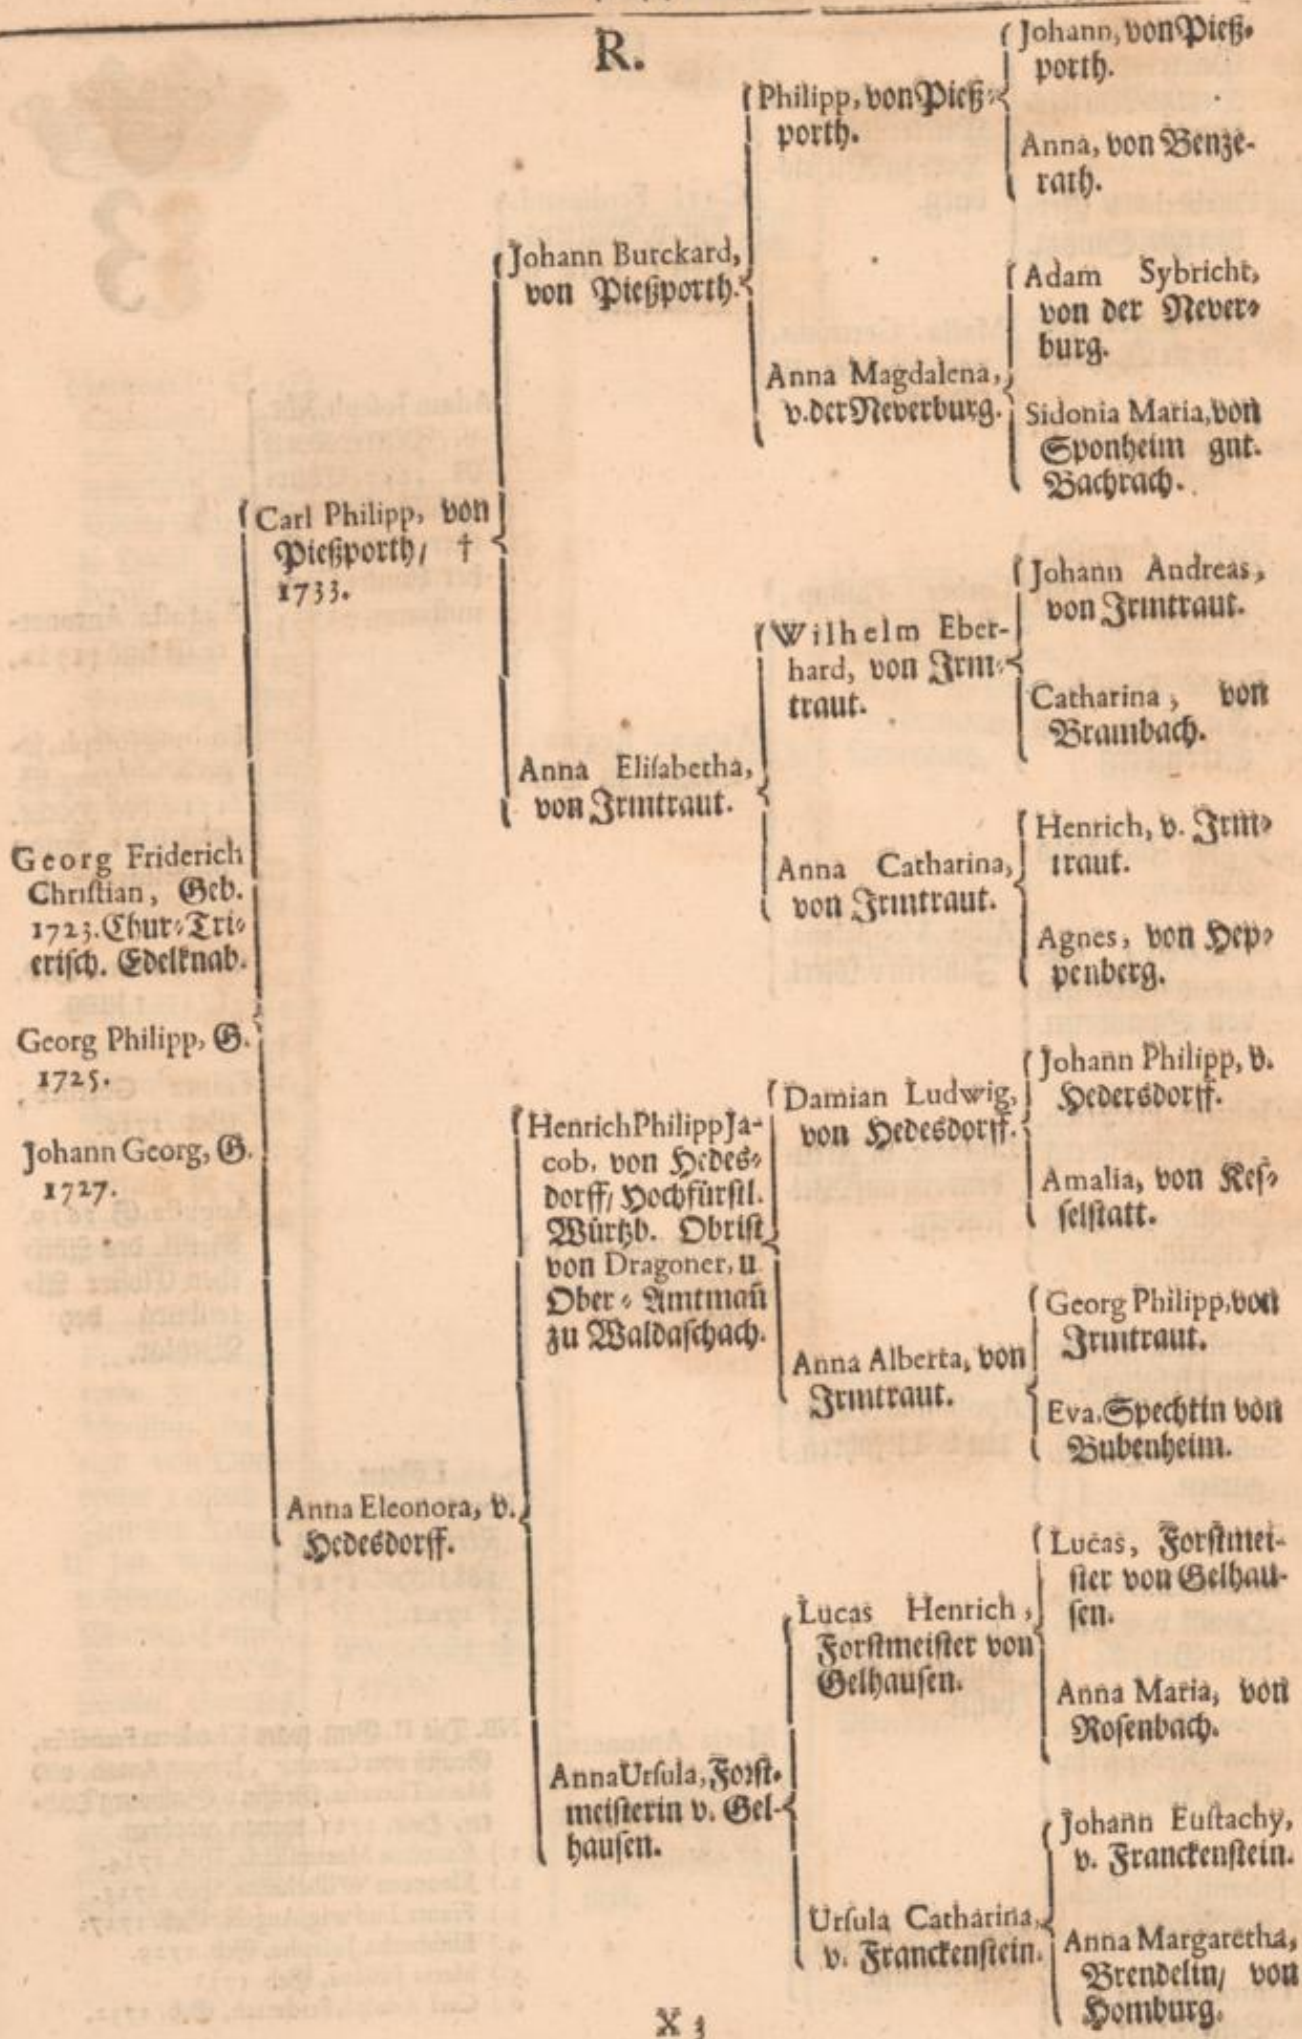 R.
Georg Friderich
Christian, Geb.
1723. Chur-Tri-
erisch. Edelknab.
Georg Philipp, G.
1725.
Johann Georg, G.
1727.
Carl Philipp, von
Pießporth, †
1733.
Anna Eleonora, v.
Hedesdorff.
Johann Burckard,
von Pießporth.
Anna Elisabetha,
von Irmtraut.
Henrich Philipp Ja-
cob, von Hedes-
dorff, Hochfürstl.
Würtzb. Obrist
von Dragoner, u
Ober-Amtmañ
zu Waldaschach.
Anna Ursula, Forst-
meisterin v. Gel-
hausen.
Philipp, von Pieß-
porth.
Anna Magdalena,
v. der Neverburg.
Wilhelm Eber-
hard, von Irm-
traut.
Anna Catharina,
von Irmtraut.
Damian Ludwig,
von Hedesdorff.
Anna Alberta, von
Irmtraut.
Lucas Henrich,
Forstmeister von
Gelhausen.
Ursula Catharina,
v. Franckenstein.
Johann, von Pieß-
porth.
Anna, von Benze-
rath.
Adam Sybricht,
von der Never-
burg.
Sidonia Maria, von
Sponheim gnt.
Bachrach.
Johann Andreas,
von Irmtraut.
Catharina, von
Brambach.
Henrich, v. Irm-
traut.
Agnes, von Hep-
penberg.
Johann Philipp, v.
Hedersdorff.
Amalia, von Kes-
selstatt.
Georg Philipp, von
Irmtraut.
Eva, Spechtin von
Bubenheim.
Lucas, Forstmei-
ster von Gelhau-
sen.
Anna Maria, von
Rosenbach.
Johann Eustachy,
v. Franckenstein.
Anna Margaretha,
Brendelin, von
Homburg.
X 3